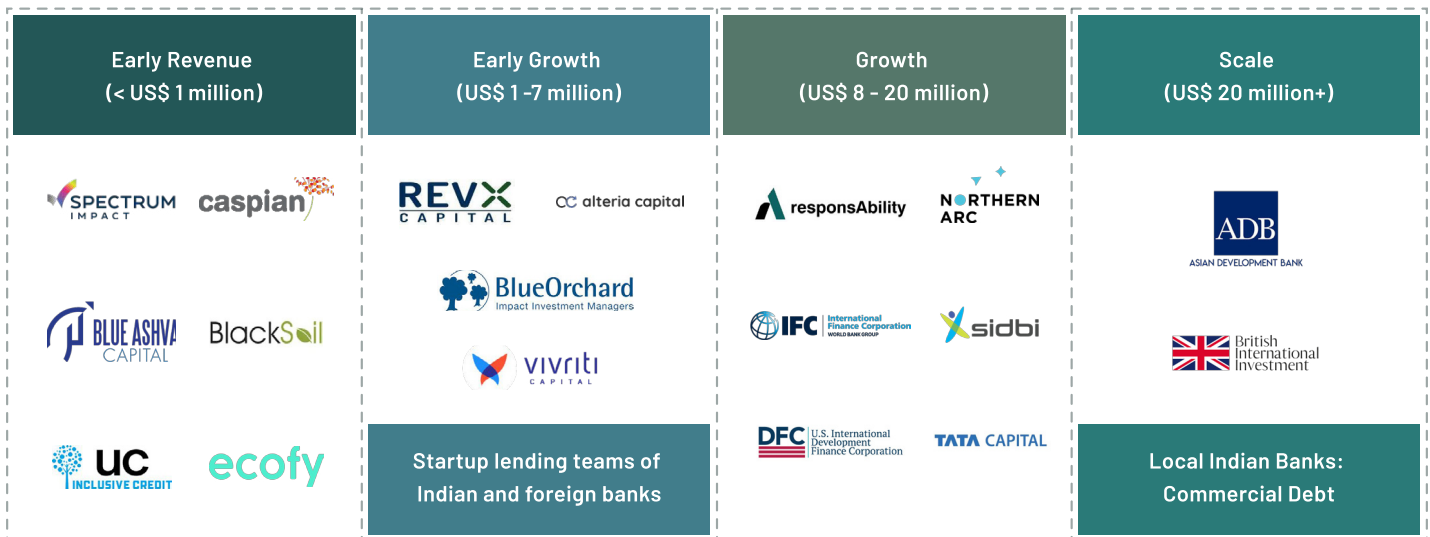 Early Revenue
(< US$ 1 million)
SPECTRUM
IMPACT
caspian
BLUE ASHVA
CAPITAL
BlackSoil
UC
INCLUSIVE CREDIT
ecofy
Early Growth
(US$ 1 -7 million)
REVX
CAPITAL
alteria capital
BlueOrchard
Impact Investment Managers
vivriti
CAPITAL
Startup lending teams of
Indian and foreign banks
Growth
(US$ 8 - 20 million)
responsAbility
NORTHERN
ARC
IFC
International
Finance Corporation
WORLD BANK GROUP
sidbi
DFC
U.S. International
Development
Finance Corporation
TATA CAPITAL
Scale
(US$ 20 million+)
ADB
ASIAN DEVELOPMENT BANK
British
International
Investment
Local Indian Banks:
Commercial Debt